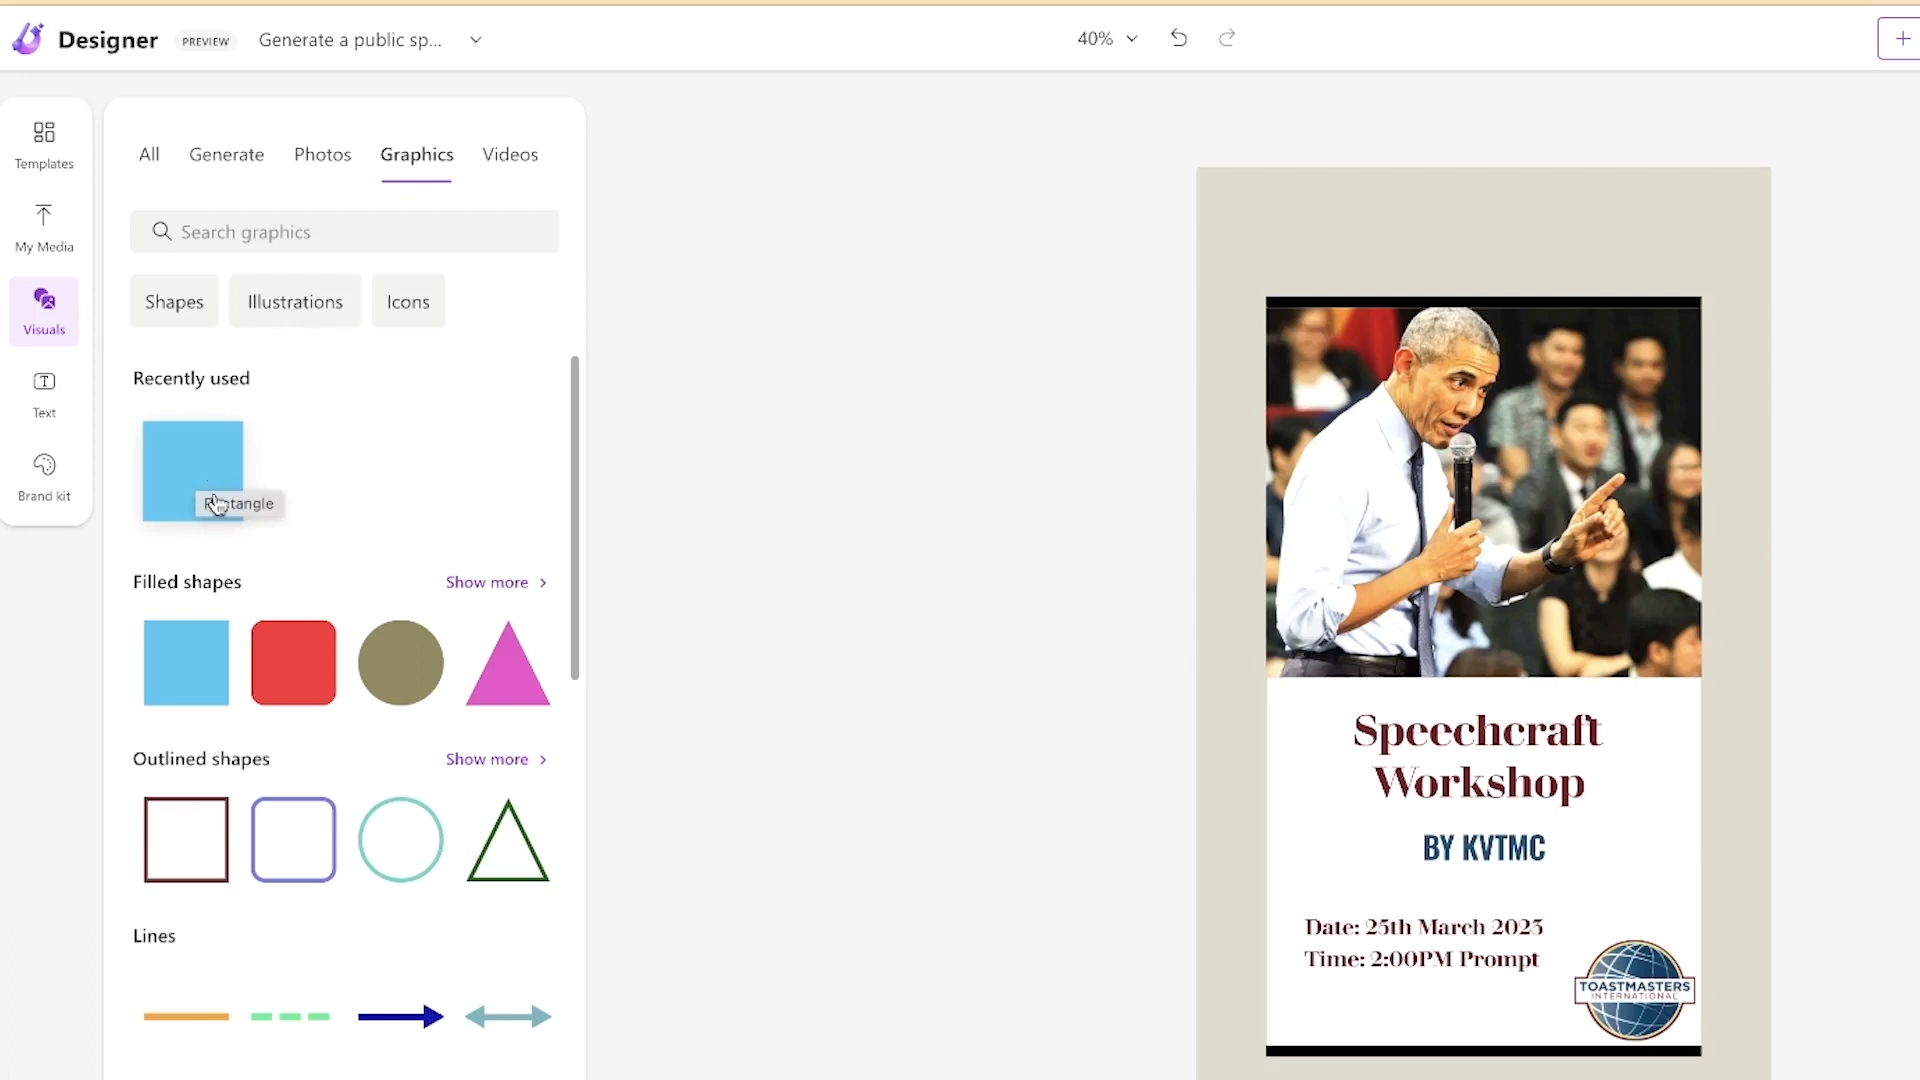 Designer PREVIEW Generate a public sp... 40%
Templates
My Media
Visuals
Text
Brand kit
All Generate Photos Graphics Videos
Search graphics
Shapes Illustrations Icons
Recently used
Rectangle
Filled shapes Show more
Outlined shapes Show more
Lines
Speechcraft
Workshop
BY KVTMC
Date: 25th March 2023
Time: 2:00PM Prompt
TOASTMASTERS
INTERNATIONAL